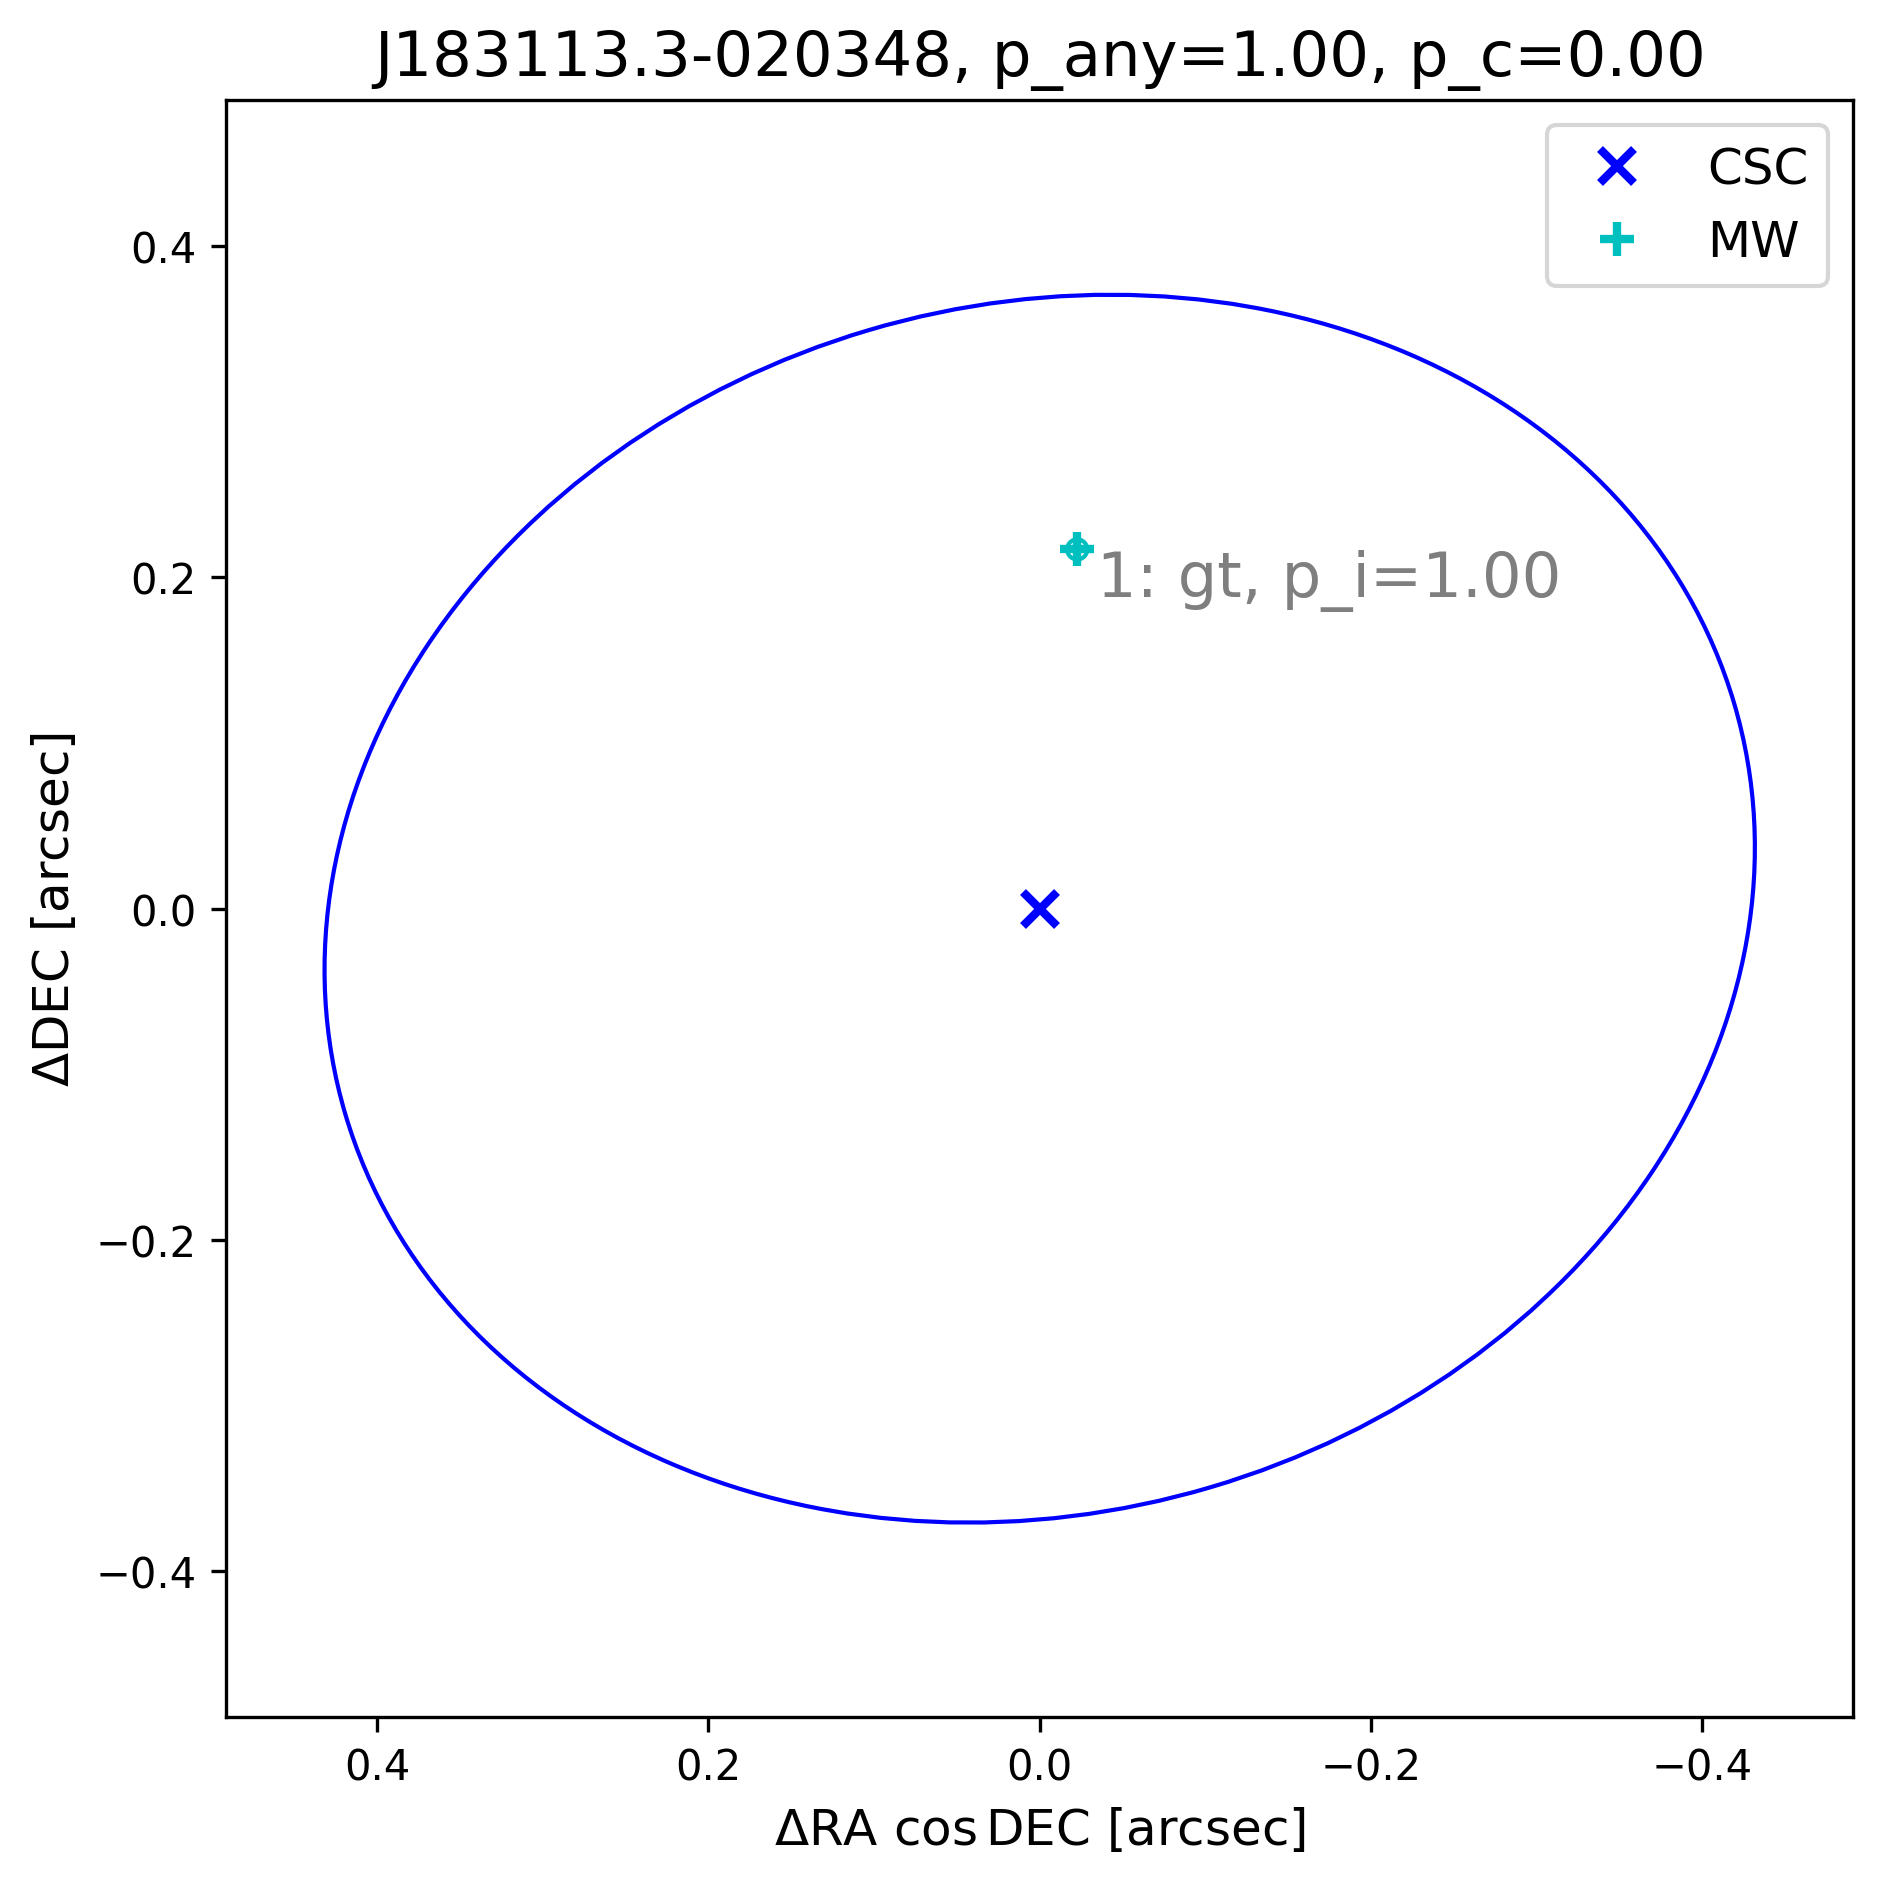 J183113.3-020348, p_any=1.00, p_c=0.00
CSC
MW
1: gt, p_i=1.00
0.4
0.2
0.0
−0.2
−0.4
ΔDEC [arcsec]
0.4 0.2 0.0 −0.2 −0.4
ΔRA cos DEC [arcsec]